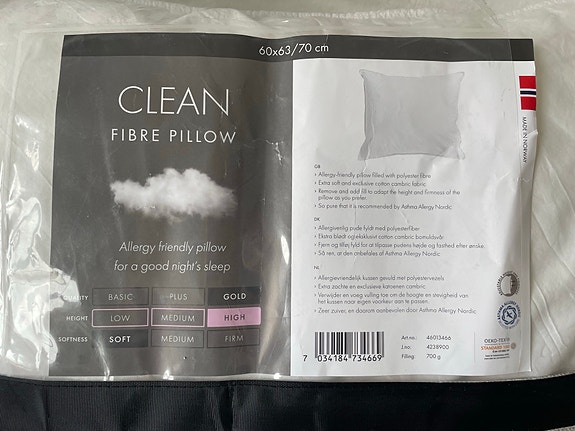 60x63/70 cm
CLEAN
FIBRE PILLOW
Allergy friendly pillow
for a good night's sleep
QUALITY BASIC PLUS GOLD
HEIGHT LOW MEDIUM HIGH
SOFTNESS SOFT MEDIUM FIRM
MADE IN NORWAY
GB
› Allergy-friendly pillow filled with polyester fibre
› Extra soft and exclusive cotton cambric fabric
› Remove and add fill to adapt the height and firmness of the
pillow as you prefer.
› So pure that it is recommended by Asthma Allergy Nordic
DK
› Allergivenlig pude fyldt med polyesterfiber
› Ekstra blødt og eksklusivt cotton cambric bomuldsvår.
› Fjern og tilføj fyld for at tilpasse pudens højde og fasthed efter ønske.
› Så ren, at den anbefales af Asthma Allergy Nordic
NL
› Allergievriendelijk kussen gevuld met polyestervezels
› Extra zachte en exclusieve katoenen cambric
› Verwijder en voeg vulling toe om de hoogte en stevigheid van
het kussen naar eigen voorkeur aan te passen.
› Zeer zuiver en daarom aanbevolen door Asthma Allergy Nordic.
Art.no.: 46013466
I.no.: 4238900
Filling: 700 g
7 034184 734669
OEKO-TEX®
STANDARD 100